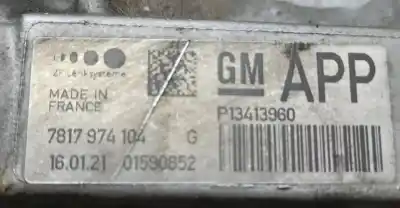 ZF Lenksysteme
MADE IN
FRANCE
GM APP
P13413960
7817 974 104 G
16.01.21 01590852